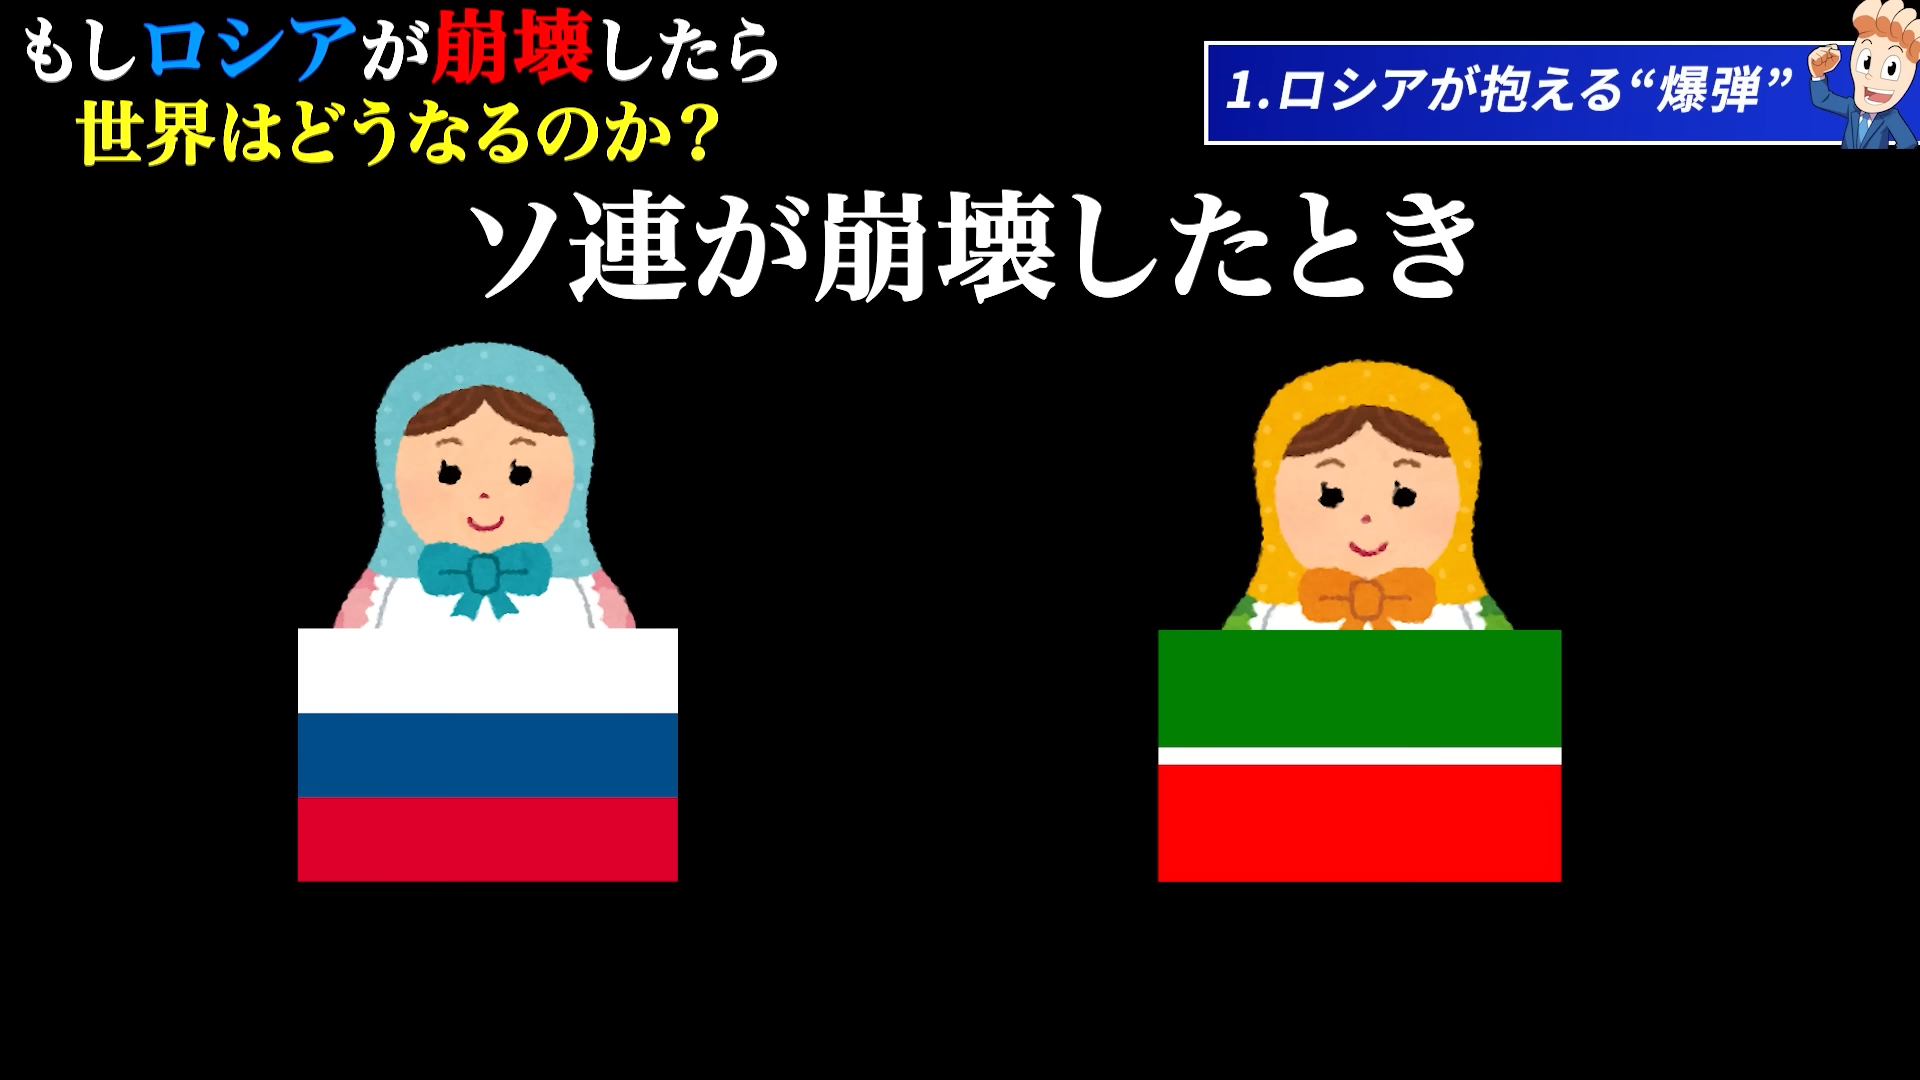 もしロシアが崩壊したら
世界はどうなるのか？
1.ロシアが抱える“爆弾”
ソ連が崩壊したとき